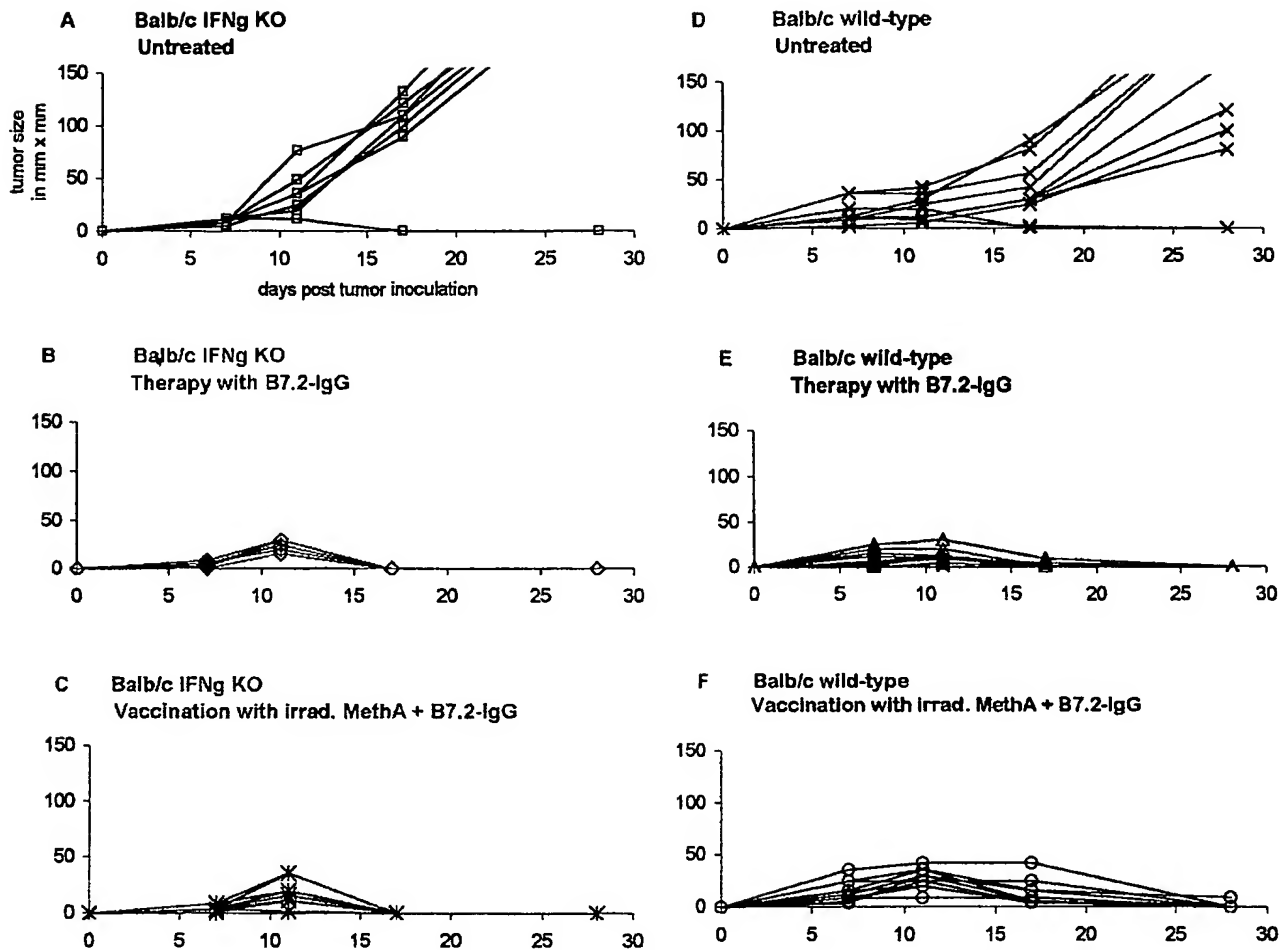 A Balb/c IFNg KO
Untreated
tumor size
in mm x mm
150
100
50
0
0 5 10 15 20 25 30
days post tumor inoculation
B Balb/c IFNg KO
Therapy with B7.2-IgG
150
100
50
0
0 5 10 15 20 25 30
C Balb/c IFNg KO
Vaccination with irrad. MethA + B7.2-IgG
150
100
50
0
0 5 10 15 20 25 30
D Balb/c wild-type
Untreated
150
100
50
0
0 5 10 15 20 25 30
E Balb/c wild-type
Therapy with B7.2-IgG
150
100
50
0
0 5 10 15 20 25 30
F Balb/c wild-type
Vaccination with irrad. MethA + B7.2-IgG
150
100
50
0
0 5 10 15 20 25 30